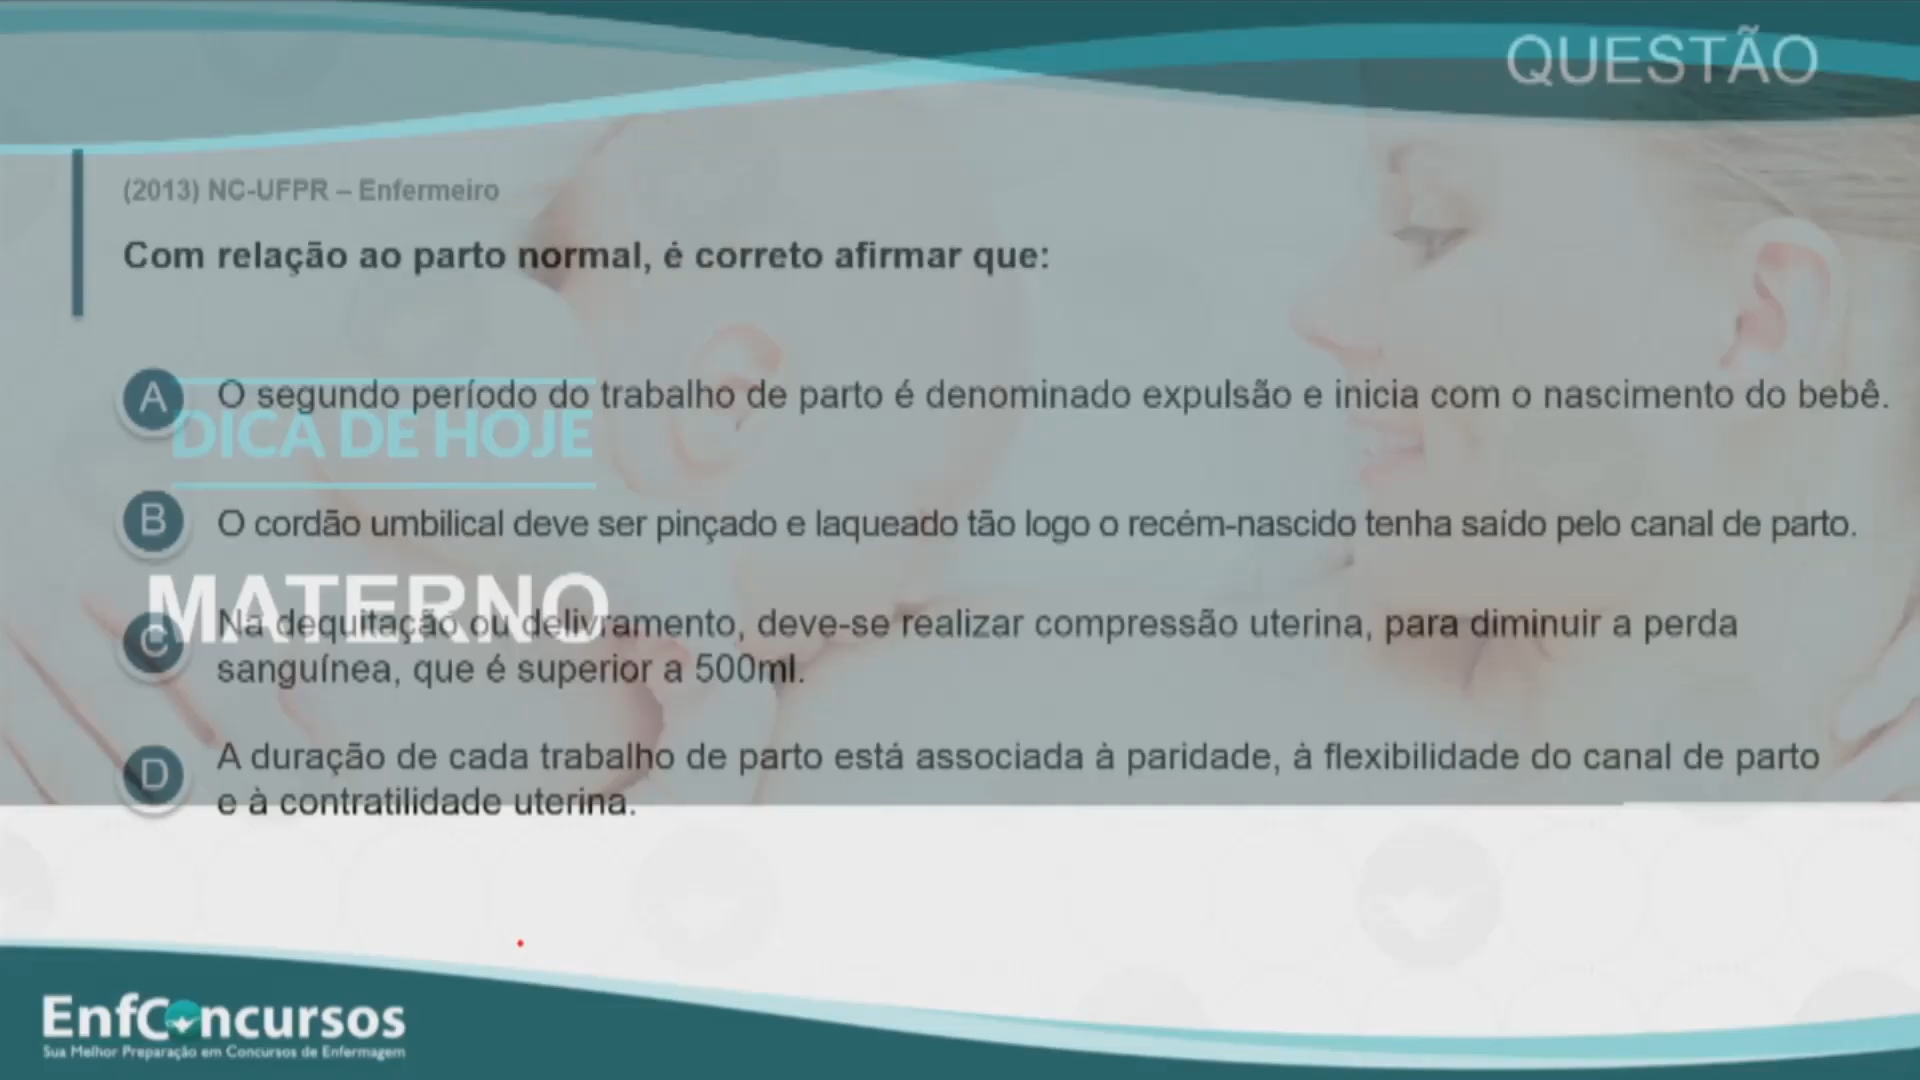 QUESTÃO
(2013) NC-UFPR – Enfermeiro
Com relação ao parto normal, é correto afirmar que:
A O segundo período do trabalho de parto é denominado expulsão e inicia com o nascimento do bebê.
DICA DE HOJE
B O cordão umbilical deve ser pinçado e laqueado tão logo o recém-nascido tenha saído pelo canal de parto.
MATERNO
C Na dequitação ou delivramento, deve-se realizar compressão uterina, para diminuir a perda
sanguínea, que é superior a 500ml.
D A duração de cada trabalho de parto está associada à paridade, à flexibilidade do canal de parto
e à contratilidade uterina.
EnfConcursos
Sua Melhor Preparação em Concursos de Enfermagem